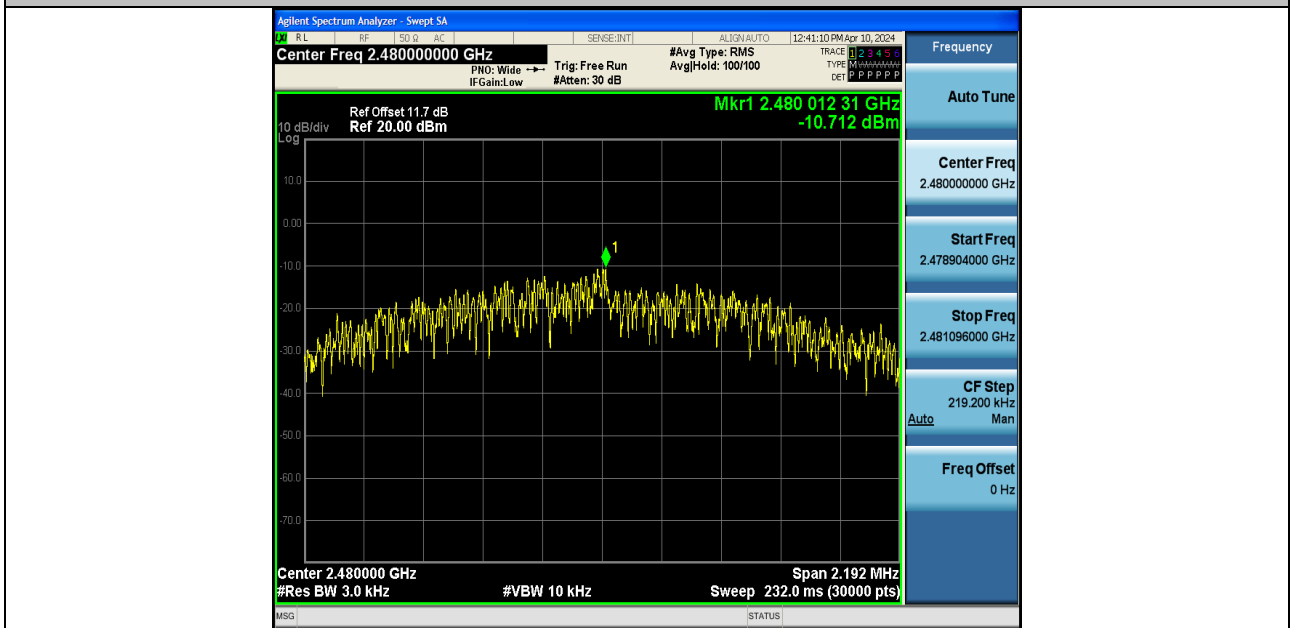 Agilent Spectrum Analyzer - Swept SA
LXI RL RF 50 Ω AC SENSE:INT ALIGN AUTO 12:41:10 PM Apr 10, 2024
Center Freq 2.480000000 GHz
PNO: Wide
IFGain:Low
Trig: Free Run
#Atten: 30 dB
#Avg Type: RMS
Avg|Hold: 100/100
TRACE 1 2 3 4 5 6
TYPE M
DET P P P P P P
Mkr1 2.480 012 31 GHz
-10.712 dBm
Ref Offset 11.7 dB
10 dB/div Ref 20.00 dBm
Log
10.0
0.00
-10.0
-20.0
-30.0
-40.0
-50.0
-60.0
-70.0
1
Center 2.480000 GHz Span 2.192 MHz
#Res BW 3.0 kHz #VBW 10 kHz Sweep 232.0 ms (30000 pts)
MSG STATUS
Frequency
Auto Tune
Center Freq
2.480000000 GHz
Start Freq
2.478904000 GHz
Stop Freq
2.481096000 GHz
CF Step
219.200 kHz
Auto Man
Freq Offset
0 Hz